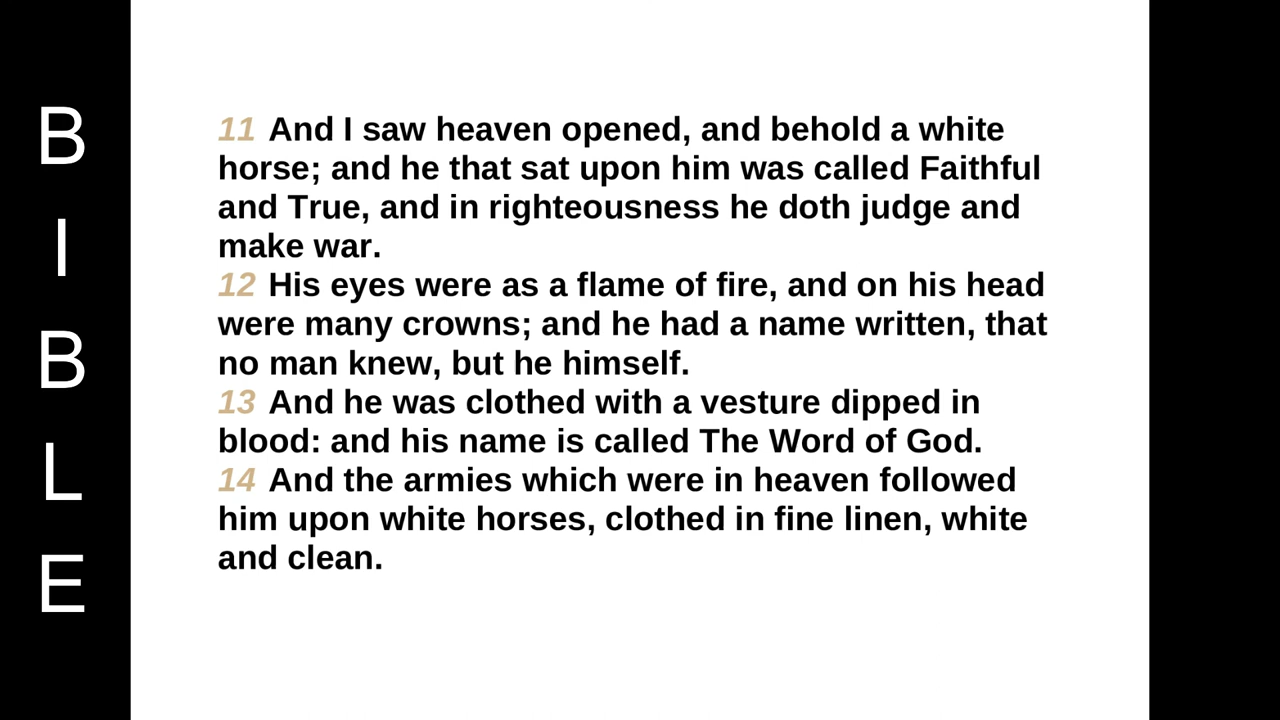 B
I
B
L
E
11 And I saw heaven opened, and behold a white
horse; and he that sat upon him was called Faithful
and True, and in righteousness he doth judge and
make war.
12 His eyes were as a flame of fire, and on his head
were many crowns; and he had a name written, that
no man knew, but he himself.
13 And he was clothed with a vesture dipped in
blood: and his name is called The Word of God.
14 And the armies which were in heaven followed
him upon white horses, clothed in fine linen, white
and clean.